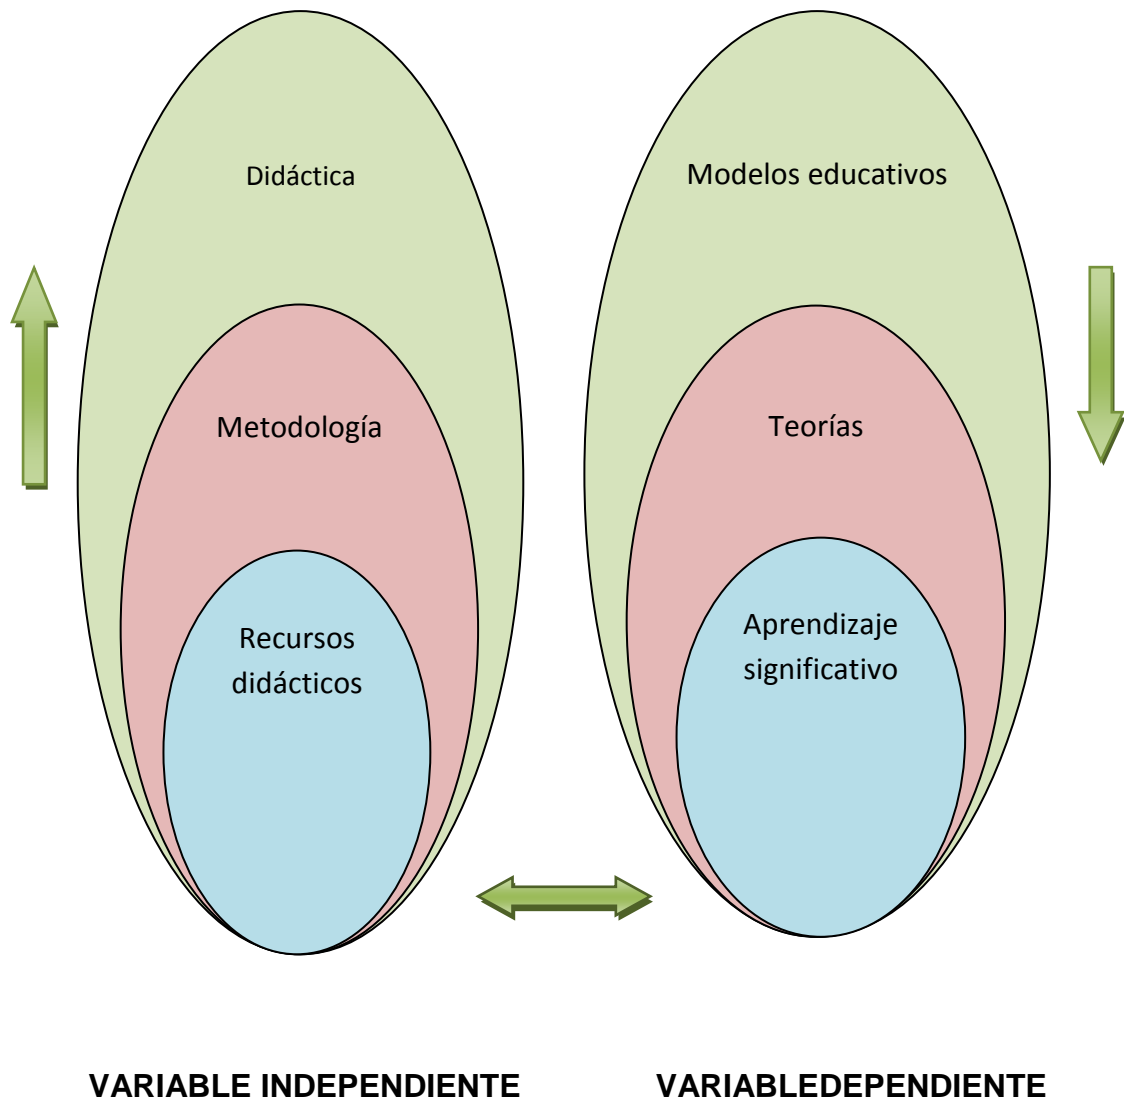 Didáctica
Metodología
Recursos
didácticos
Modelos educativos
Teorías
Aprendizaje
significativo
VARIABLE INDEPENDIENTE
VARIABLEDEPENDIENTE